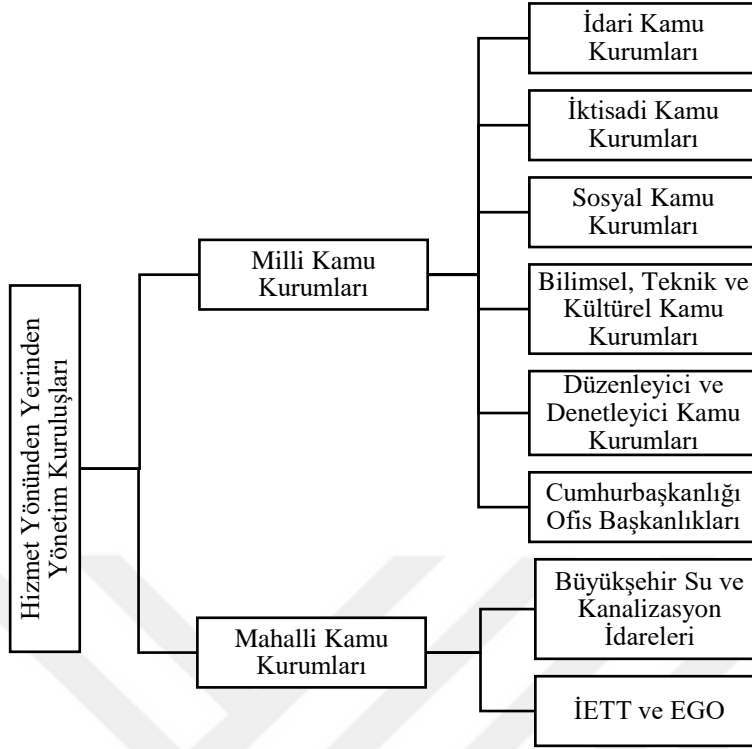 Hizmet Yönünden Yerinden
Yönetim Kuruluşları
Milli Kamu
Kurumları
İdari Kamu
Kurumları
İktisadi Kamu
Kurumları
Sosyal Kamu
Kurumları
Bilimsel, Teknik ve
Kültürel Kamu
Kurumları
Düzenleyici ve
Denetleyici Kamu
Kurumları
Cumhurbaşkanlığı
Ofis Başkanlıkları
Mahalli Kamu
Kurumları
Büyükşehir Su ve
Kanalizasyon
İdareleri
İETT ve EGO